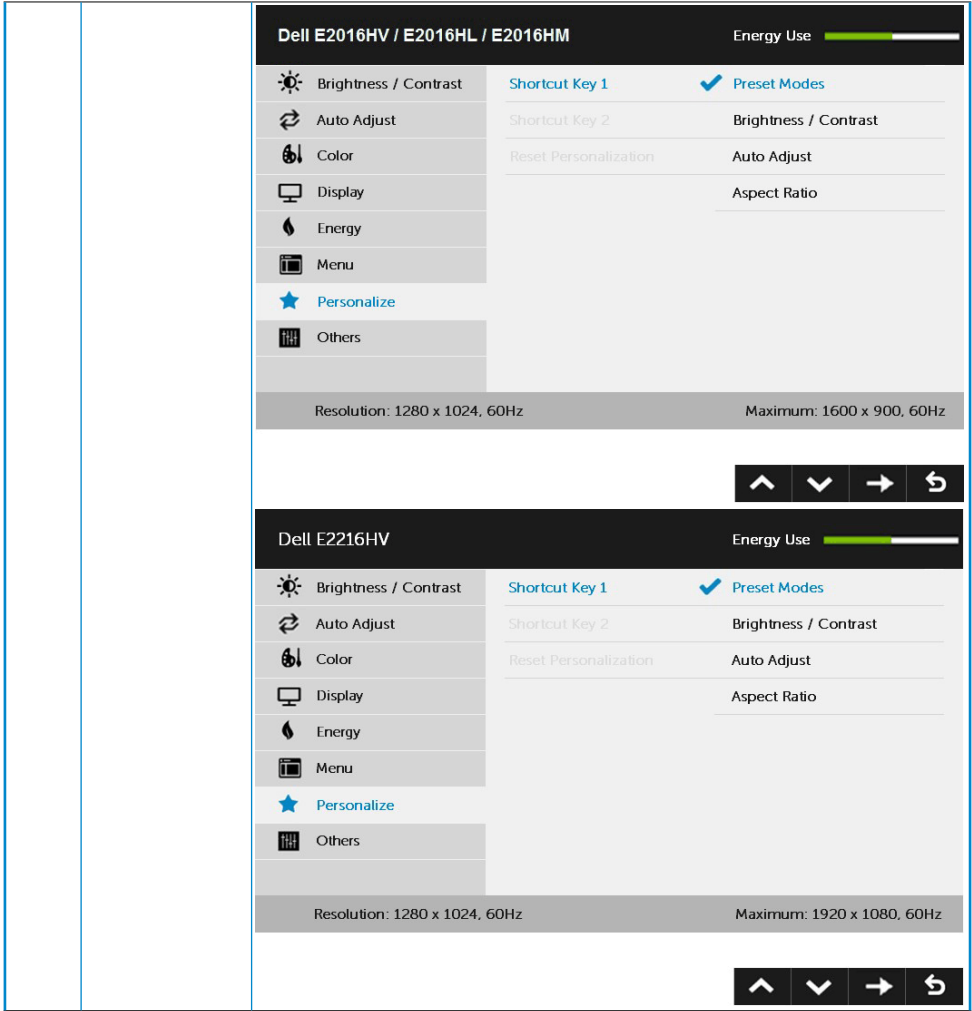 Dell E2016HV / E2016HL / E2016HM Energy Use
Brightness / Contrast Shortcut Key 1 Preset Modes
Auto Adjust Shortcut Key 2 Brightness / Contrast
Color Reset Personalization Auto Adjust
Display Aspect Ratio
Energy
Menu
Personalize
Others
Resolution: 1280 x 1024, 60Hz Maximum: 1600 x 900, 60Hz
Dell E2216HV Energy Use
Brightness / Contrast Shortcut Key 1 Preset Modes
Auto Adjust Shortcut Key 2 Brightness / Contrast
Color Reset Personalization Auto Adjust
Display Aspect Ratio
Energy
Menu
Personalize
Others
Resolution: 1280 x 1024, 60Hz Maximum: 1920 x 1080, 60Hz